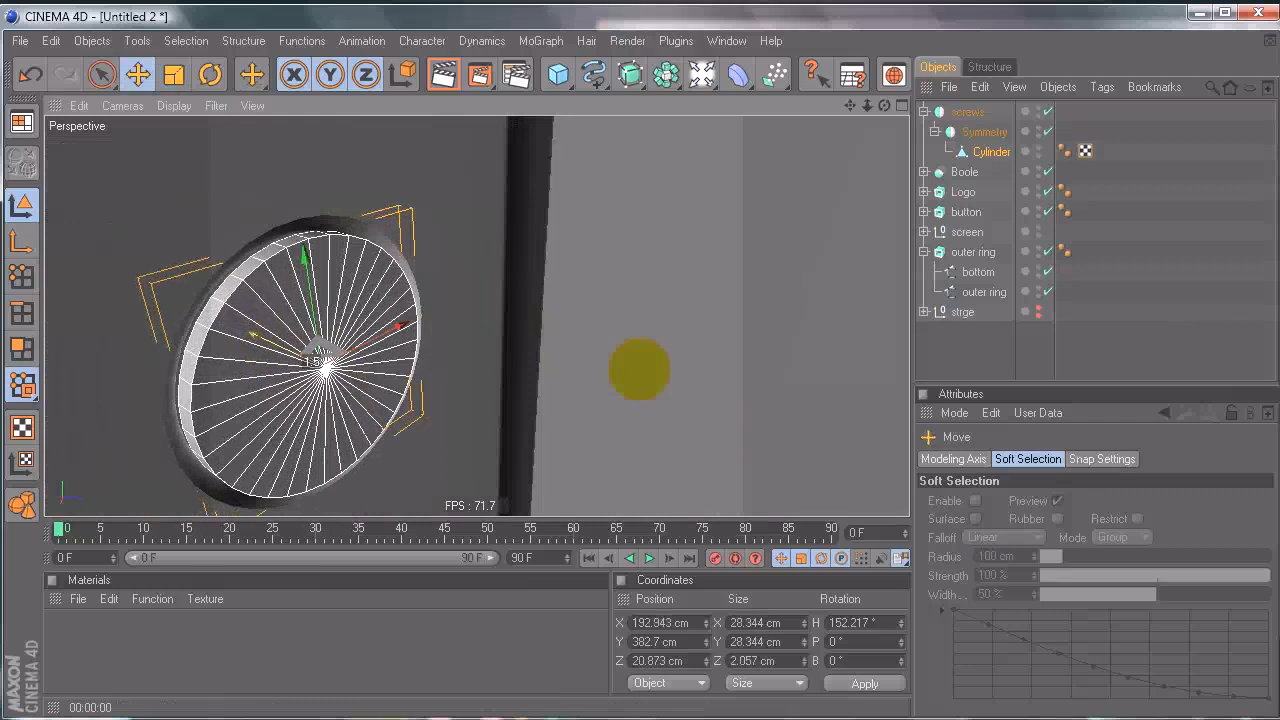 CINEMA 4D - [Untitled 2 *]
File Edit Objects Tools Selection Structure Functions Animation Character Dynamics MoGraph Hair Render Plugins Window Help
X Y Z
Objects Structure
File Edit View Objects Tags Bookmarks
Edit Cameras Display Filter View
Perspective
screws
Symmetry
Cylinder
Boole
Logo
button
screen
outer ring
bottom
outer ring
strge
FPS : 71.7
Attributes
Mode Edit User Data
Move
Modeling Axis Soft Selection Snap Settings
Soft Selection
Enable Preview
Surface Rubber Restrict
Falloff Linear Mode Group
Radius 100 cm
Strength 100 %
Width . . 50 %
0 5 10 15 20 25 30 35 40 45 50 55 60 65 70 75 80 85 90 0 F
0 F 0 F 90 F 90 F
Materials
File Edit Function Texture
Coordinates
Position Size Rotation
X 192.943 cm X 28.344 cm H 152.217 °
Y 382.7 cm Y 28.344 cm P 0 °
Z 20.873 cm Z 2.057 cm B 0 °
Object Size Apply
MAXON CINEMA 4D
00:00:00